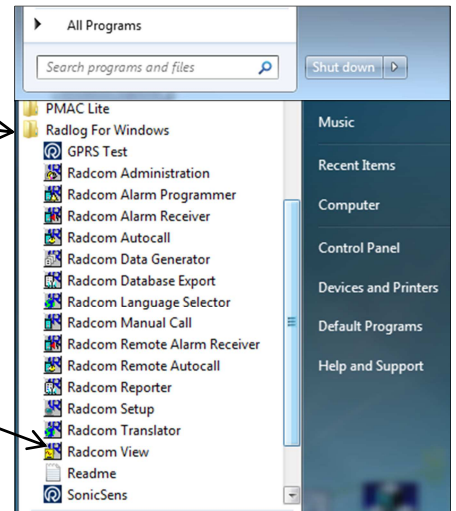 All Programs
Search programs and files
Shut down
PMAC Lite
Radlog For Windows
GPRS Test
Radcom Administration
Radcom Alarm Programmer
Radcom Alarm Receiver
Radcom Autocall
Radcom Data Generator
Radcom Database Export
Radcom Language Selector
Radcom Manual Call
Radcom Remote Alarm Receiver
Radcom Remote Autocall
Radcom Reporter
Radcom Setup
Radcom Translator
Radcom View
Readme
SonicSens
Music
Recent Items
Computer
Control Panel
Devices and Printers
Default Programs
Help and Support